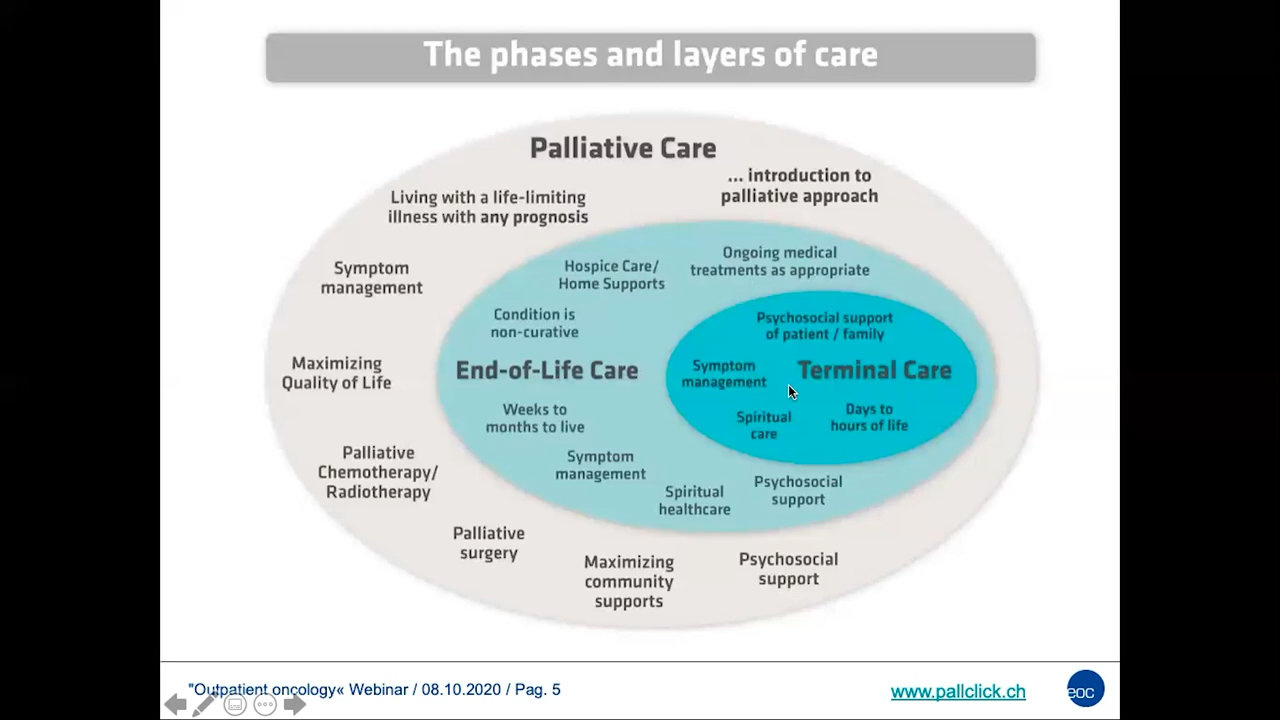 The phases and layers of care
Palliative Care
... introduction to
palliative approach
Living with a life-limiting
illness with any prognosis
Symptom
management
Maximizing
Quality of Life
Palliative
Chemotherapy/
Radiotherapy
Palliative
surgery
Maximizing
community
supports
Psychosocial
support
Hospice Care/
Home Supports
Ongoing medical
treatments as appropriate
Condition is
non-curative
End-of-Life Care
Weeks to
months to live
Symptom
management
Spiritual
healthcare
Psychosocial
support
Psychosocial support
of patient / family
Symptom
management
Terminal Care
Spiritual
care
Days to
hours of life
"Outpatient oncology« Webinar / 08.10.2020 / Pag. 5
www.pallclick.ch
eoc